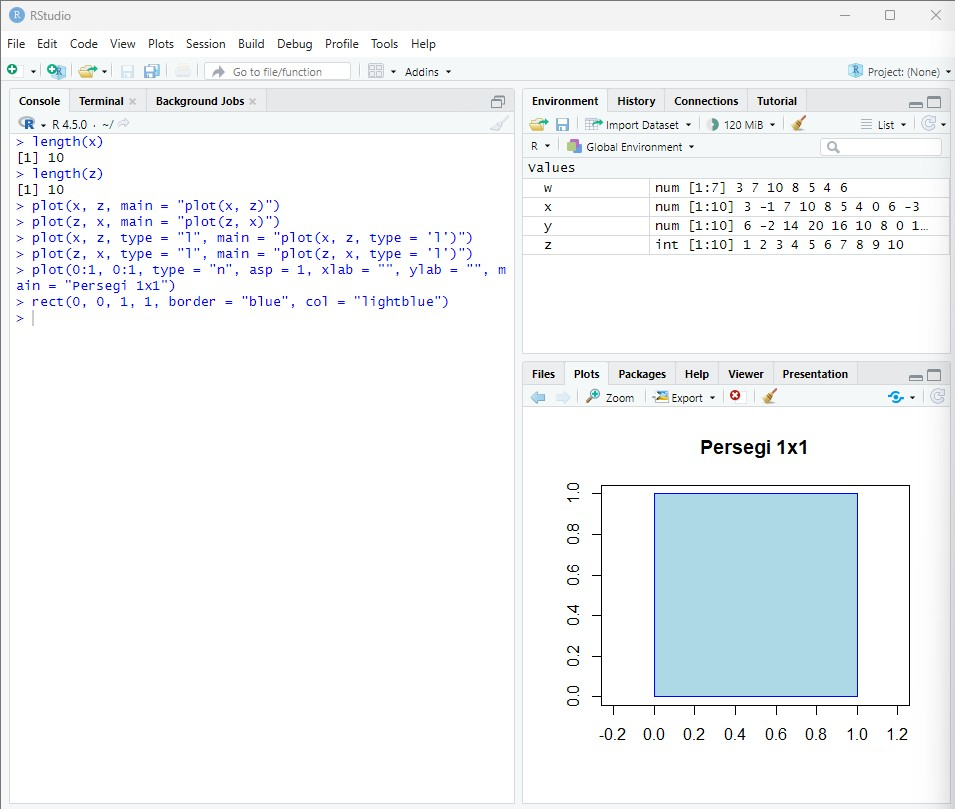 RStudio
File Edit Code View Plots Session Build Debug Profile Tools Help
Go to file/function
Addins
Project: (None)
Console Terminal Background Jobs
R 4.5.0 · ~/
> length(x)
[1] 10
> length(z)
[1] 10
> plot(x, z, main = "plot(x, z)")
> plot(z, x, main = "plot(z, x)")
> plot(x, z, type = "l", main = "plot(x, z, type = 'l')")
> plot(z, x, type = "l", main = "plot(z, x, type = 'l')")
> plot(0:1, 0:1, type = "n", asp = 1, xlab = "", ylab = "", m
ain = "Persegi 1x1")
> rect(0, 0, 1, 1, border = "blue", col = "lightblue")
>
Environment History Connections Tutorial
Import Dataset 120 MiB List
R Global Environment
Values
w num [1:7] 3 7 10 8 5 4 6
x num [1:10] 3 -1 7 10 8 5 4 0 6 -3
y num [1:10] 6 -2 14 20 16 10 8 0 1…
z int [1:10] 1 2 3 4 5 6 7 8 9 10
Files Plots Packages Help Viewer Presentation
Zoom Export
Persegi 1x1
1.0
0.8
0.6
0.4
0.2
0.0
-0.2 0.0 0.2 0.4 0.6 0.8 1.0 1.2